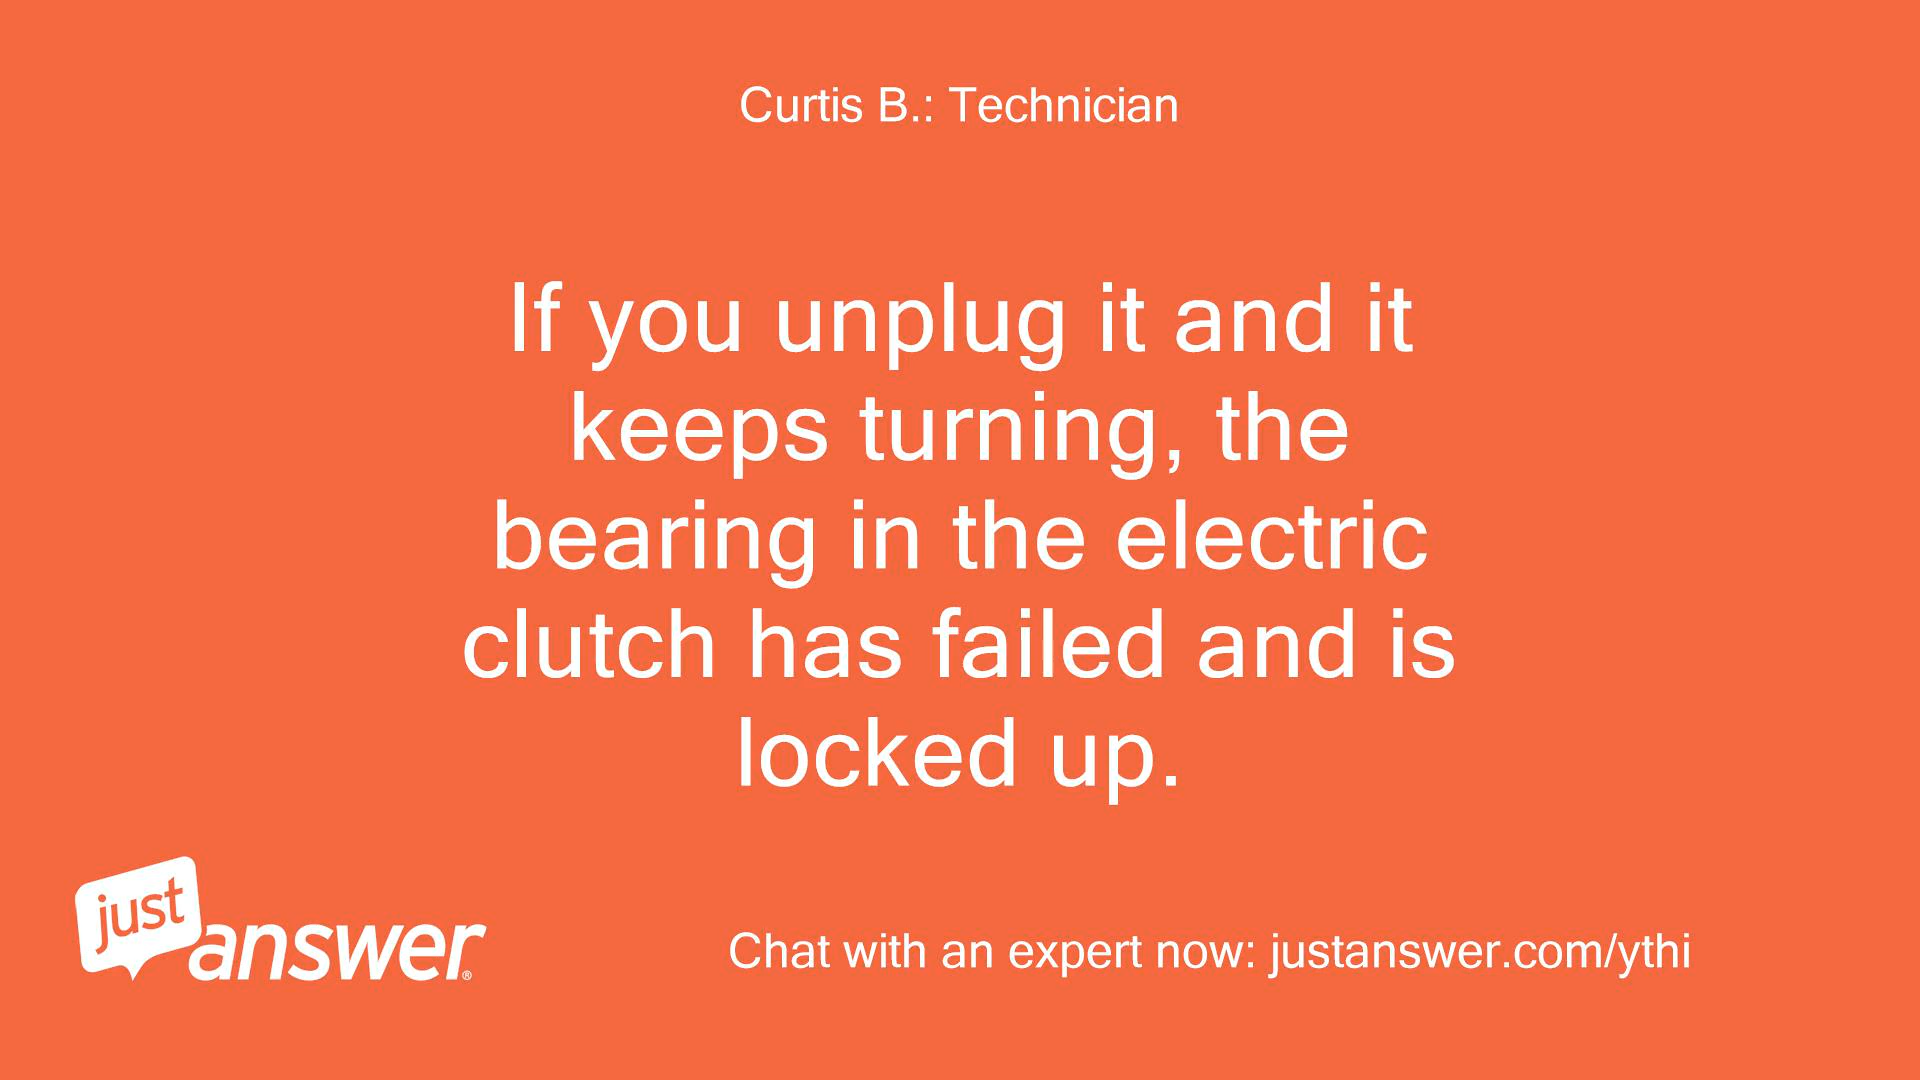 Curtis B.: Technician
If you unplug it and it
keeps turning, the
bearing in the electric
clutch has failed and is
locked up.
just
answer®
Chat with an expert now: justanswer.com/ythi